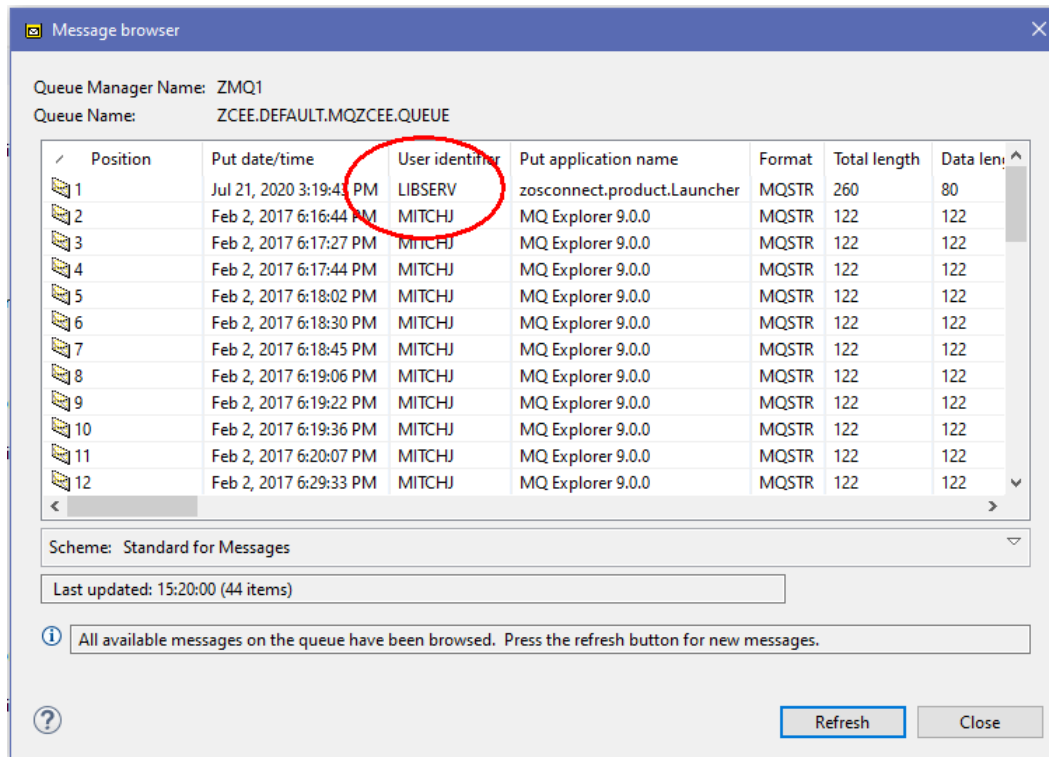 Message browser
Queue Manager Name: ZMQ1
Queue Name: ZCEE.DEFAULT.MQZCEE.QUEUE
Position Put date/time User identifier Put application name Format Total length Data len
1 Jul 21, 2020 3:19:43 PM LIBSERV zosconnect.product.Launcher MQSTR 260 80
2 Feb 2, 2017 6:16:44 PM MITCHJ MQ Explorer 9.0.0 MQSTR 122 122
3 Feb 2, 2017 6:17:27 PM MITCHJ MQ Explorer 9.0.0 MQSTR 122 122
4 Feb 2, 2017 6:17:44 PM MITCHJ MQ Explorer 9.0.0 MQSTR 122 122
5 Feb 2, 2017 6:18:02 PM MITCHJ MQ Explorer 9.0.0 MQSTR 122 122
6 Feb 2, 2017 6:18:30 PM MITCHJ MQ Explorer 9.0.0 MQSTR 122 122
7 Feb 2, 2017 6:18:45 PM MITCHJ MQ Explorer 9.0.0 MQSTR 122 122
8 Feb 2, 2017 6:19:06 PM MITCHJ MQ Explorer 9.0.0 MQSTR 122 122
9 Feb 2, 2017 6:19:22 PM MITCHJ MQ Explorer 9.0.0 MQSTR 122 122
10 Feb 2, 2017 6:19:36 PM MITCHJ MQ Explorer 9.0.0 MQSTR 122 122
11 Feb 2, 2017 6:20:07 PM MITCHJ MQ Explorer 9.0.0 MQSTR 122 122
12 Feb 2, 2017 6:29:33 PM MITCHJ MQ Explorer 9.0.0 MQSTR 122 122
Scheme: Standard for Messages
Last updated: 15:20:00 (44 items)
All available messages on the queue have been browsed. Press the refresh button for new messages.
Refresh Close